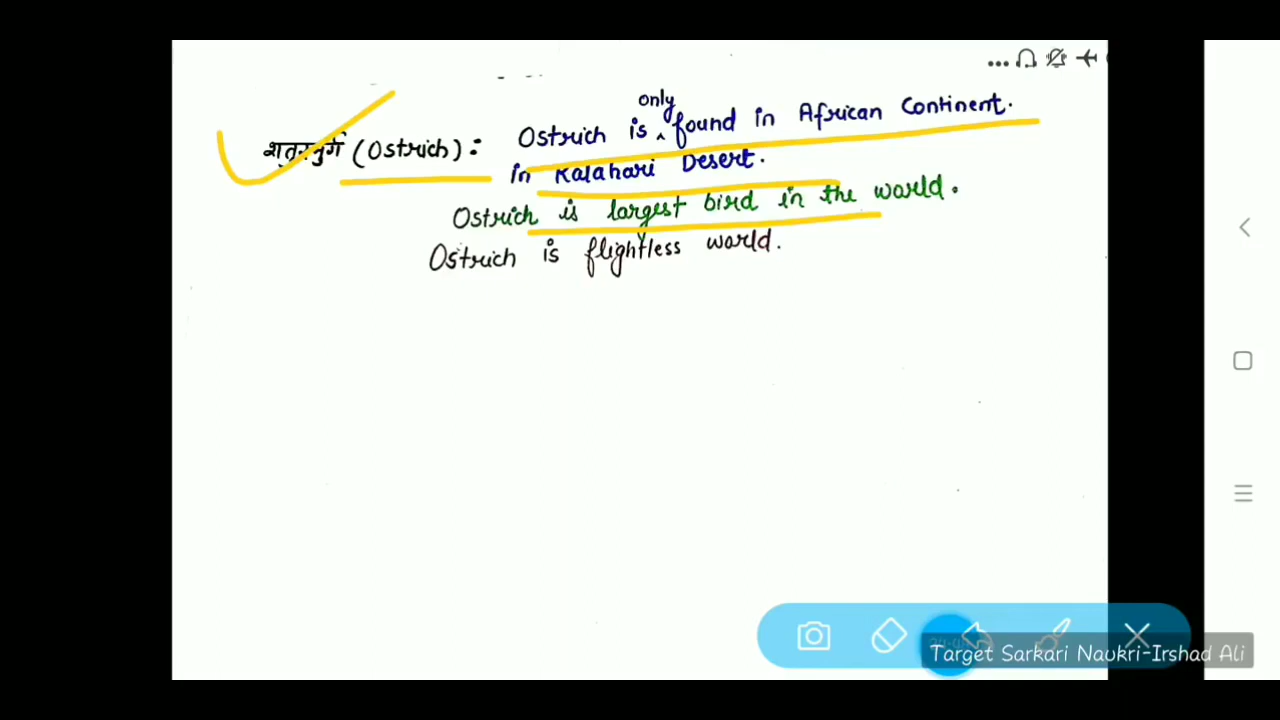 only
शुतुरमुर्ग (Ostrich) : Ostrich is ^ found in African Continent.
in Kalahari Desert.
Ostrich is largest bird in the world.
Ostrich is flightless world.
Target Sarkari Naukri-Irshad Ali